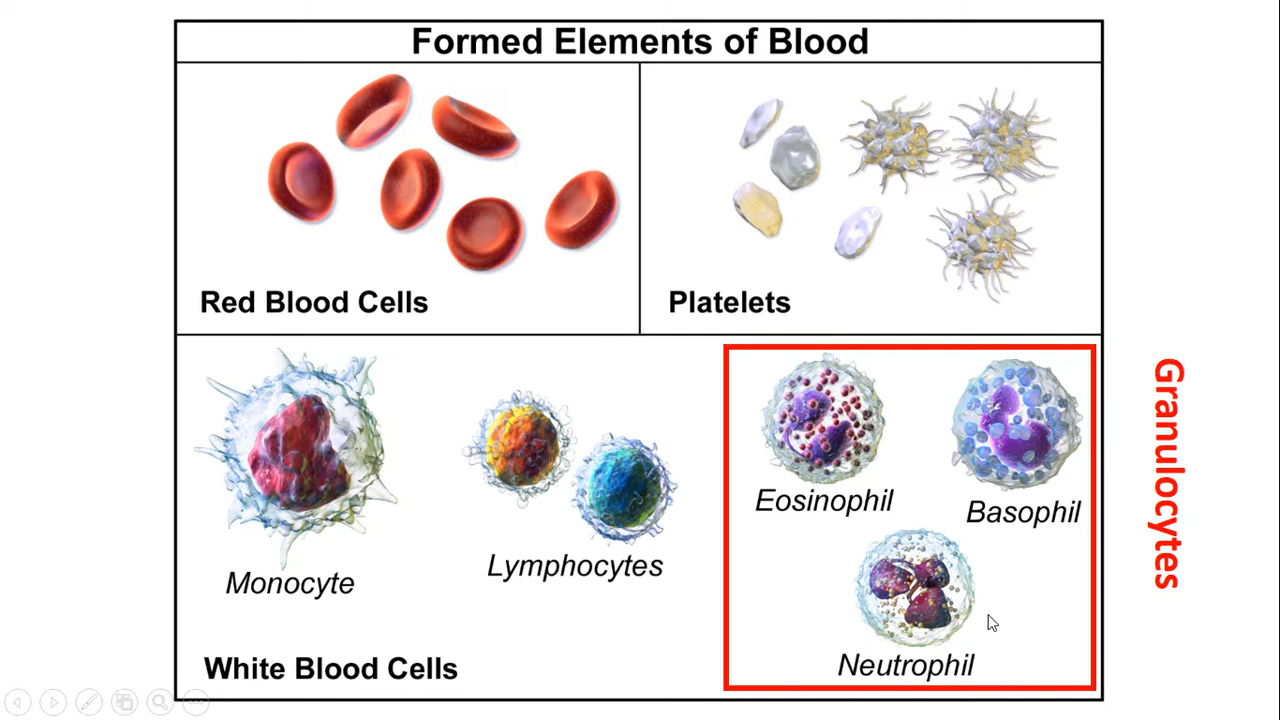 Formed Elements of Blood
Red Blood Cells
Platelets
Monocyte
Lymphocytes
Eosinophil
Basophil
Neutrophil
White Blood Cells
Granulocytes